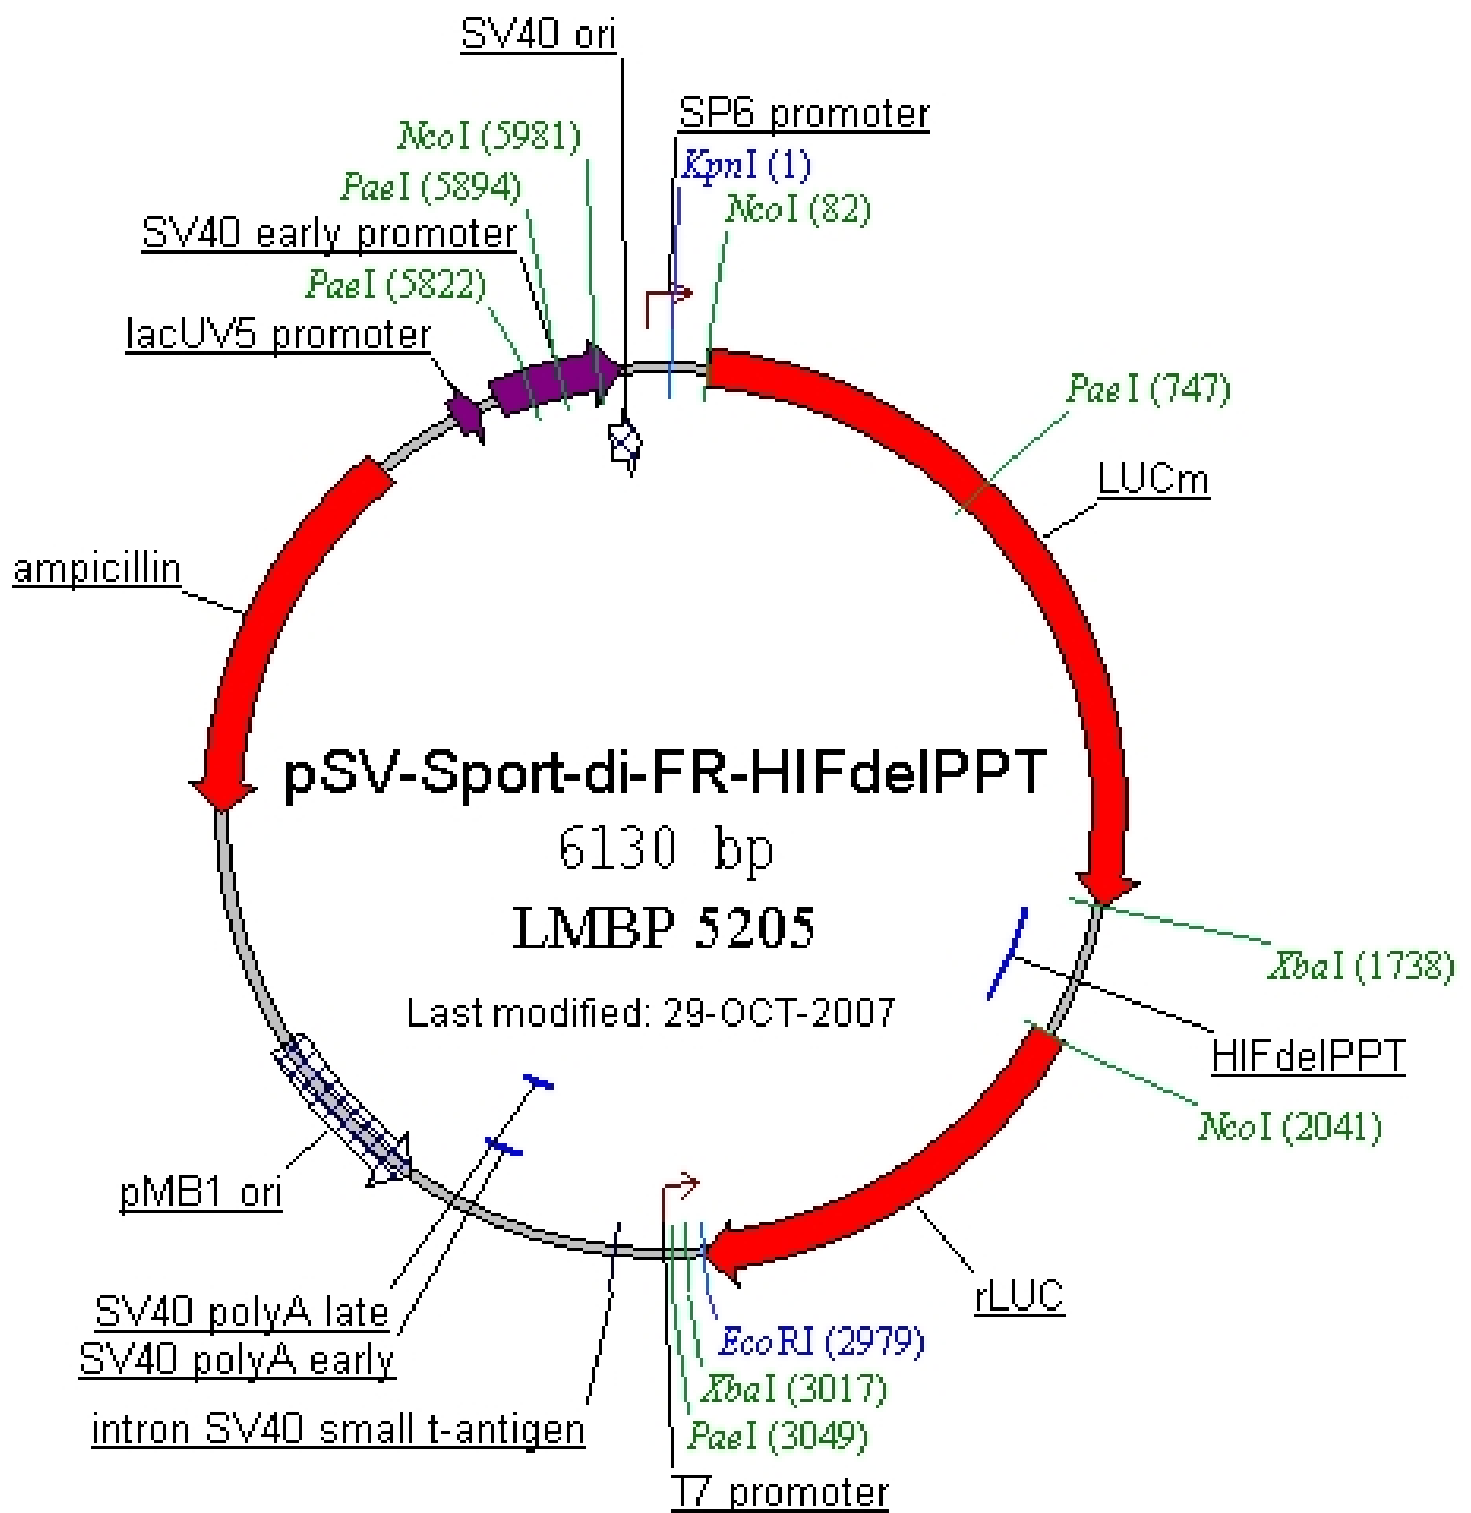 SV40 ori
SP6 promoter
NcoI (5981)
KpnI (1)
PaeI (5894)
NcoI (82)
SV40 early promoter
PaeI (5822)
lacUV5 promoter
PaeI (747)
LUCm
ampicillin
pSV-Sport-di-FR-HIFdelPPT
6130 bp
LMBP 5205
XbaI (1738)
Last modified: 29-OCT-2007
HIFdelPPT
NcoI (2041)
pMB1 ori
rLUC
SV40 polyA late
EcoRI (2979)
SV40 polyA early
XbaI (3017)
intron SV40 small t-antigen
PaeI (3049)
T7 promoter